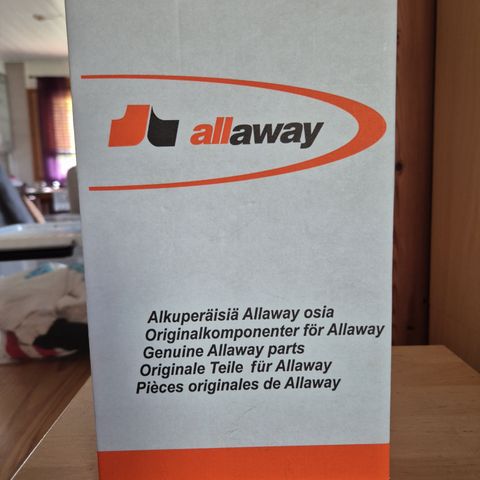 allaway
Alkuperäisiä Allaway osia
Originalkomponenter för Allaway
Genuine Allaway parts
Originale Teile für Allaway
Pièces originales de Allaway